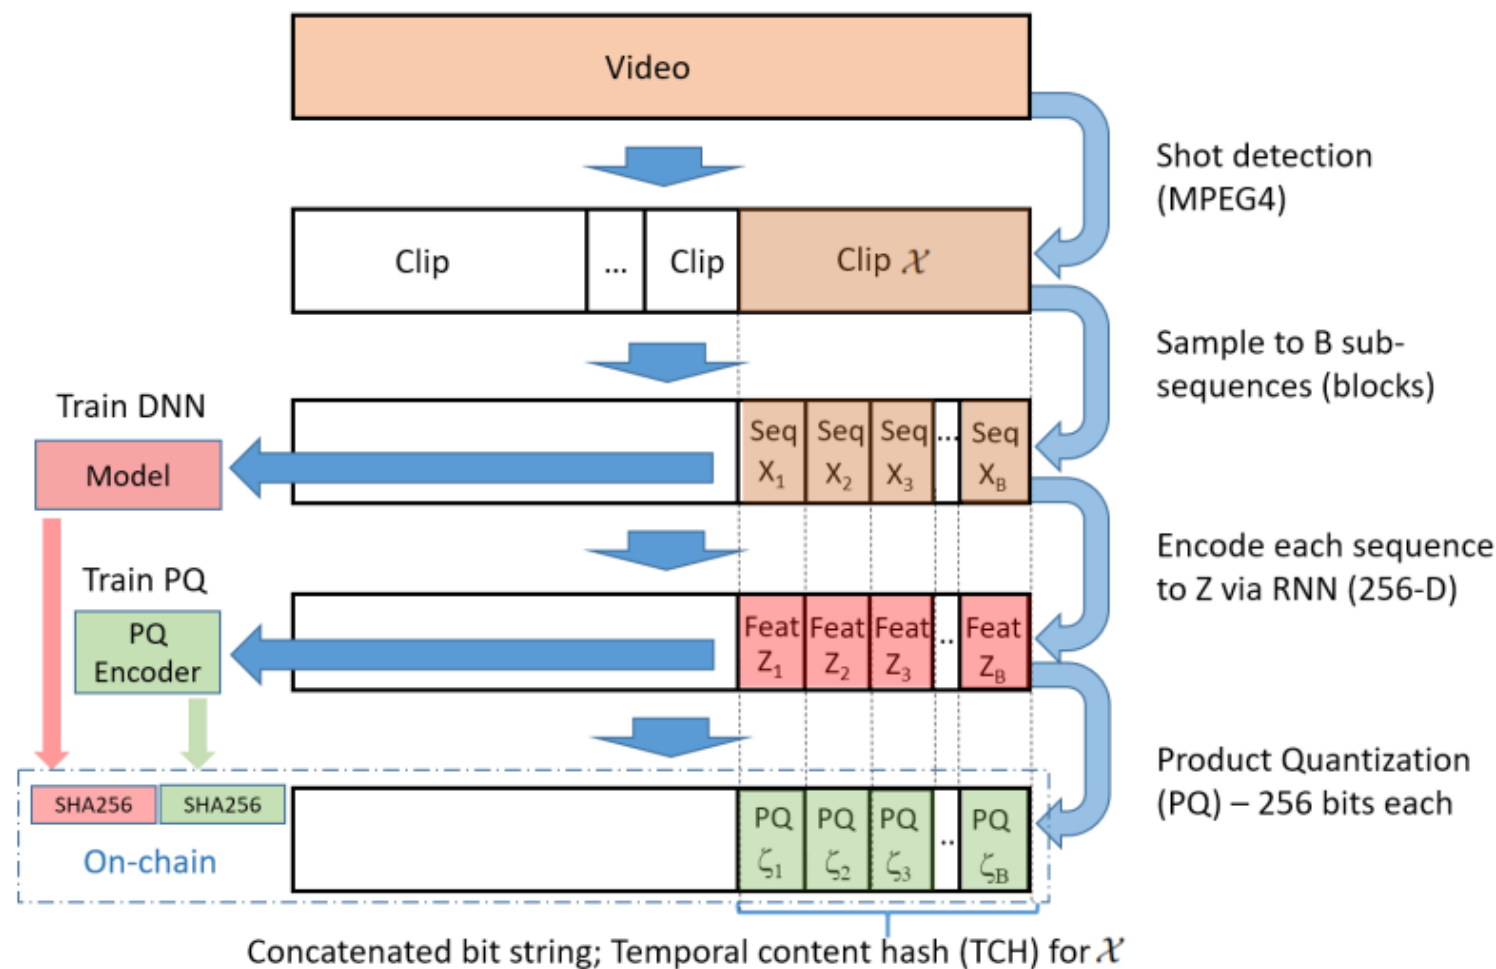 Video
Shot detection
(MPEG4)
Clip
...
Clip
Clip 𝒳
Sample to B sub-
sequences (blocks)
Train DNN
Model
Seq
X₁
Seq
X₂
Seq
X₃
...
Seq
X_B
Encode each sequence
to Z via RNN (256-D)
Train PQ
PQ
Encoder
Feat
Z₁
Feat
Z₂
Feat
Z₃
..
Feat
Z_B
Product Quantization
(PQ) – 256 bits each
SHA256
SHA256
On-chain
PQ
ζ₁
PQ
ζ₂
PQ
ζ₃
..
PQ
ζ_B
Concatenated bit string; Temporal content hash (TCH) for 𝒳